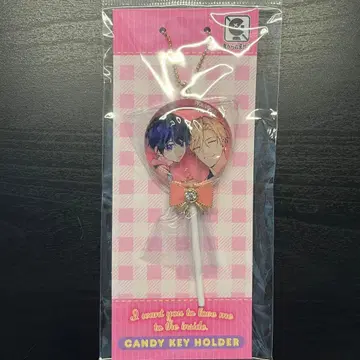 I want you to love me
to the inside.
CANDY KEY HOLDER